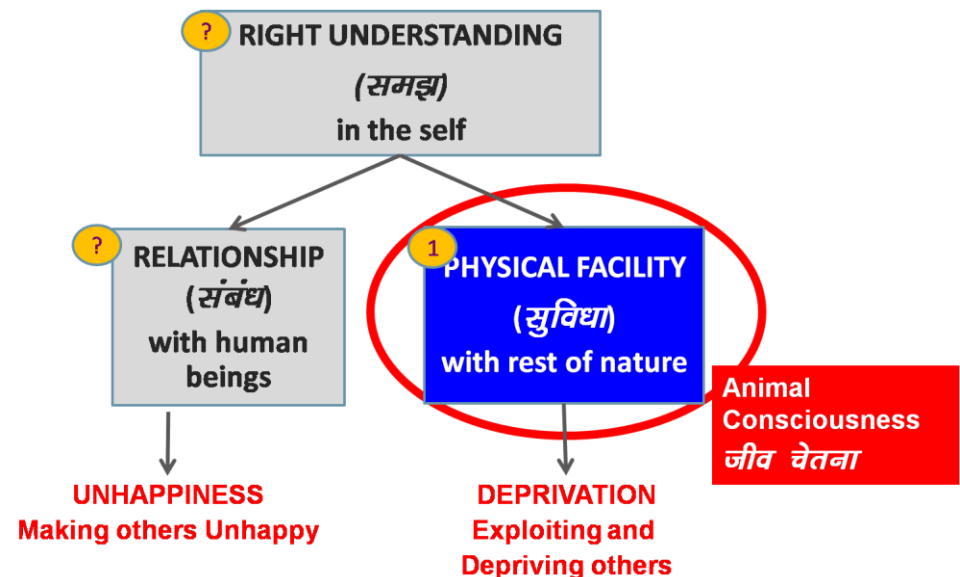 ?
RIGHT UNDERSTANDING
(समझ)
in the self
?
RELATIONSHIP
(संबंध)
with human
beings
1
PHYSICAL FACILITY
(सुविधा)
with rest of nature
Animal
Consciousness
जीव चेतना
UNHAPPINESS
Making others Unhappy
DEPRIVATION
Exploiting and
Depriving others